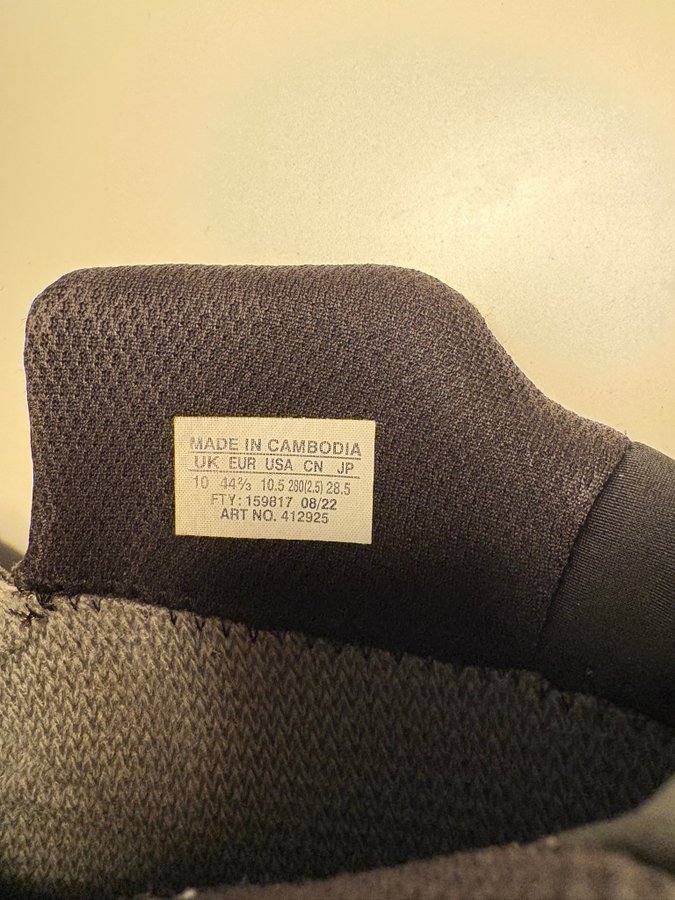 MADE IN CAMBODIA
UK EUR USA CN JP
10 44⅔ 10.5 280(2.5) 28.5
FTY: 159817 08/22
ART NO. 412925